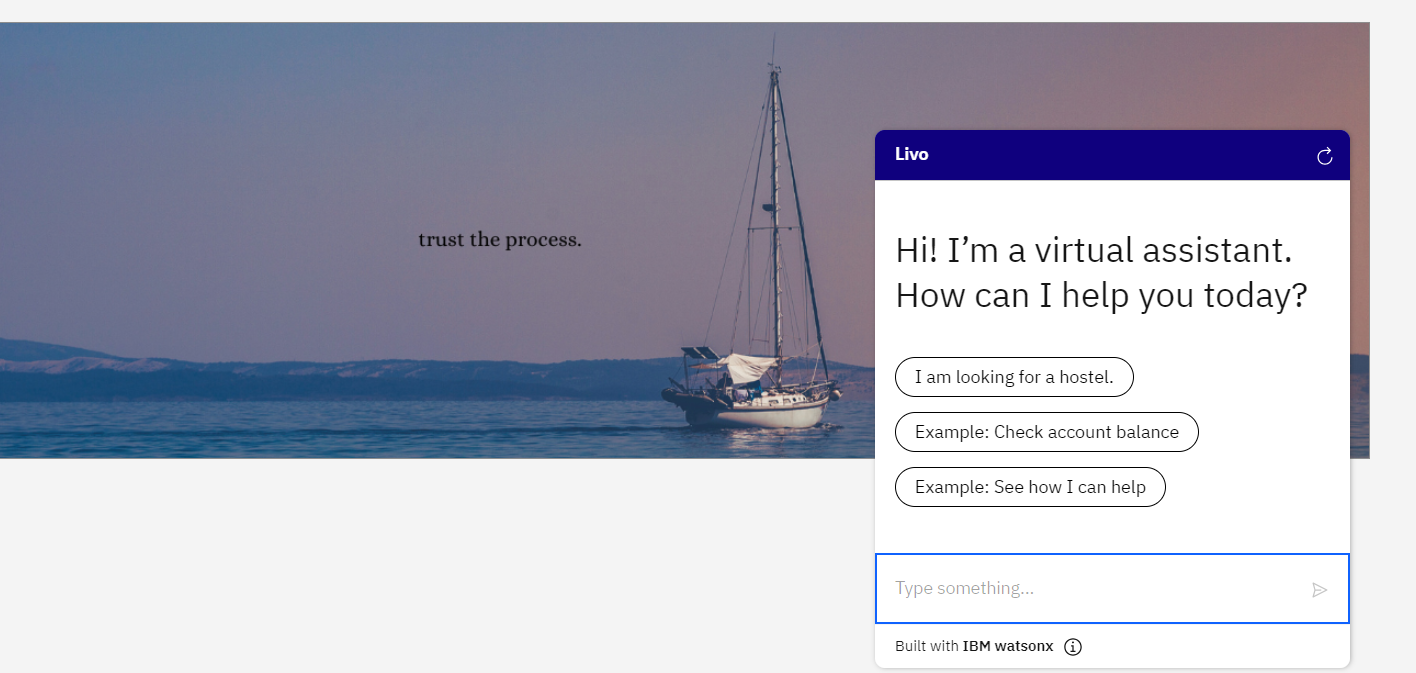 trust the process.
Livo
Hi! I’m a virtual assistant.
How can I help you today?
I am looking for a hostel.
Example: Check account balance
Example: See how I can help
Type something...
Built with IBM watsonx